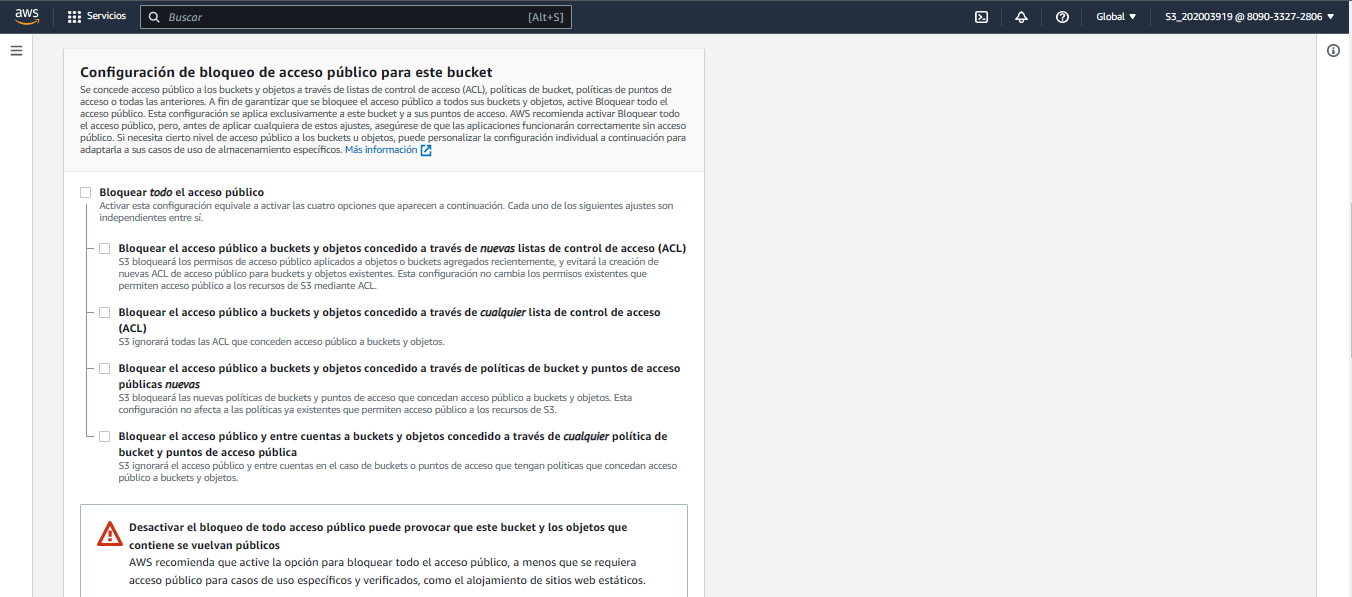 aws
Servicios
Buscar
[Alt+S]
Global
S3_202003919 @ 8090-3327-2806
Configuración de bloqueo de acceso público para este bucket
Se concede acceso público a los buckets y objetos a través de listas de control de acceso (ACL), políticas de bucket, políticas de puntos de
acceso o todas las anteriores. A fin de garantizar que se bloquee el acceso público a todos sus buckets y objetos, active Bloquear todo el
acceso público. Esta configuración se aplica exclusivamente a este bucket y a sus puntos de acceso. AWS recomienda activar Bloquear todo
el acceso público, pero, antes de aplicar cualquiera de estos ajustes, asegúrese de que las aplicaciones funcionarán correctamente sin acceso
público. Si necesita cierto nivel de acceso público a los buckets u objetos, puede personalizar la configuración individual a continuación para
adaptarla a sus casos de uso de almacenamiento específicos. Más información
Bloquear todo el acceso público
Activar esta configuración equivale a activar las cuatro opciones que aparecen a continuación. Cada uno de los siguientes ajustes son
independientes entre sí.
Bloquear el acceso público a buckets y objetos concedido a través de nuevas listas de control de acceso (ACL)
S3 bloqueará los permisos de acceso público aplicados a objetos o buckets agregados recientemente, y evitará la creación de
nuevas ACL de acceso público para buckets y objetos existentes. Esta configuración no cambia los permisos existentes que
permiten acceso público a los recursos de S3 mediante ACL.
Bloquear el acceso público a buckets y objetos concedido a través de cualquier lista de control de acceso
(ACL)
S3 ignorará todas las ACL que conceden acceso público a buckets y objetos.
Bloquear el acceso público a buckets y objetos concedido a través de políticas de bucket y puntos de acceso
públicas nuevas
S3 bloqueará las nuevas políticas de buckets y puntos de acceso que concedan acceso público a buckets y objetos. Esta
configuración no afecta a las políticas ya existentes que permiten acceso público a los recursos de S3.
Bloquear el acceso público y entre cuentas a buckets y objetos concedido a través de cualquier política de
bucket y puntos de acceso pública
S3 ignorará el acceso público y entre cuentas en el caso de buckets o puntos de acceso que tengan políticas que concedan acceso
público a buckets y objetos.
Desactivar el bloqueo de todo acceso público puede provocar que este bucket y los objetos que
contiene se vuelvan públicos
AWS recomienda que active la opción para bloquear todo el acceso público, a menos que se requiera
acceso público para casos de uso específicos y verificados, como el alojamiento de sitios web estáticos.